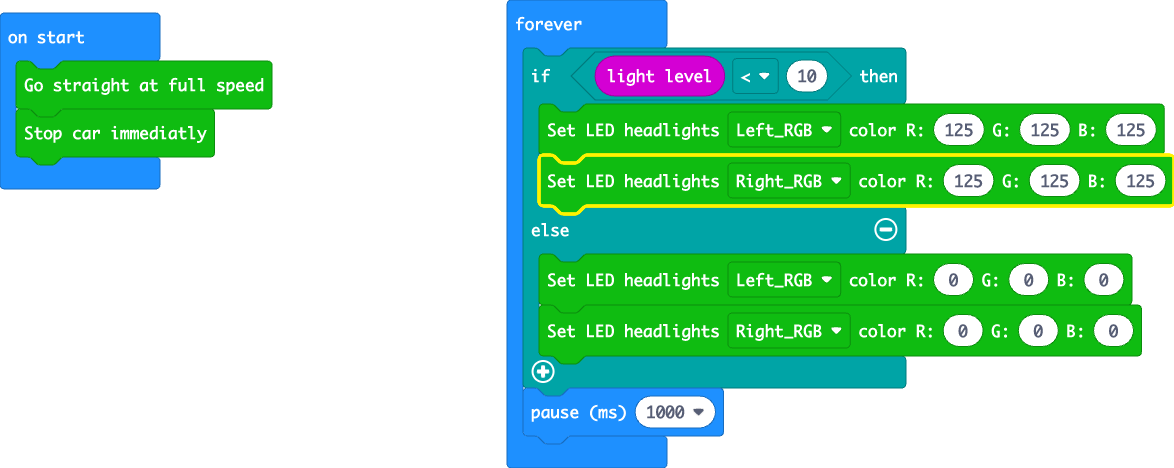 on start
Go straight at full speed
Stop car immediatly
forever
if light level < 10 then
Set LED headlights Left_RGB color R: 125 G: 125 B: 125
Set LED headlights Right_RGB color R: 125 G: 125 B: 125
else
Set LED headlights Left_RGB color R: 0 G: 0 B: 0
Set LED headlights Right_RGB color R: 0 G: 0 B: 0
pause (ms) 1000